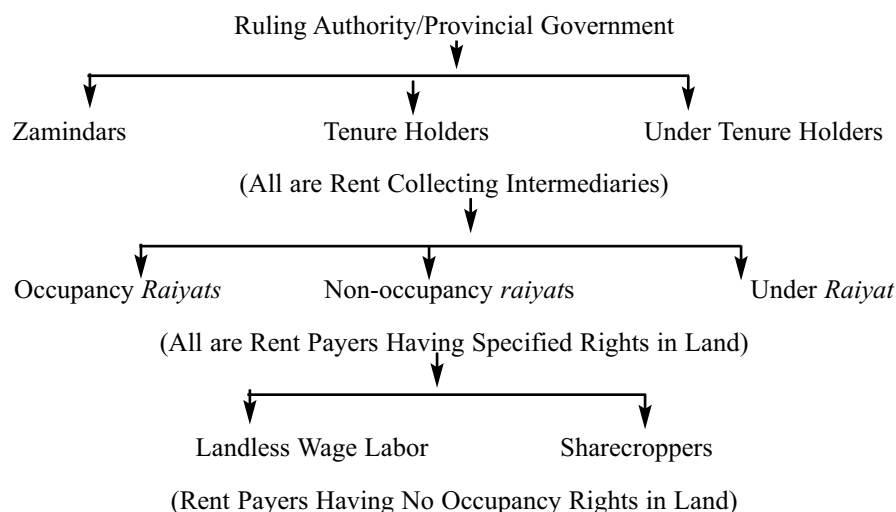 Ruling Authority/Provincial Government
Zamindars Tenure Holders Under Tenure Holders
(All are Rent Collecting Intermediaries)
Occupancy Raiyats Non-occupancy raiyats Under Raiyat
(All are Rent Payers Having Specified Rights in Land)
Landless Wage Labor Sharecroppers
(Rent Payers Having No Occupancy Rights in Land)